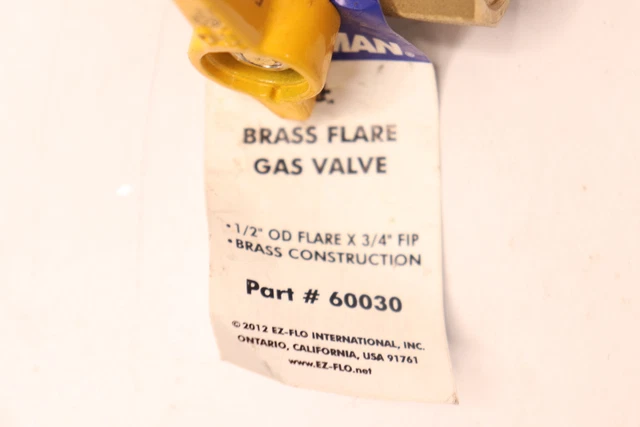 MAN.
BRASS FLARE
GAS VALVE
•1/2" OD FLARE X 3/4" FIP
•BRASS CONSTRUCTION
Part # 60030
© 2012 EZ-FLO INTERNATIONAL, INC.
ONTARIO, CALIFORNIA, USA 91761
www.EZ-FLO.net